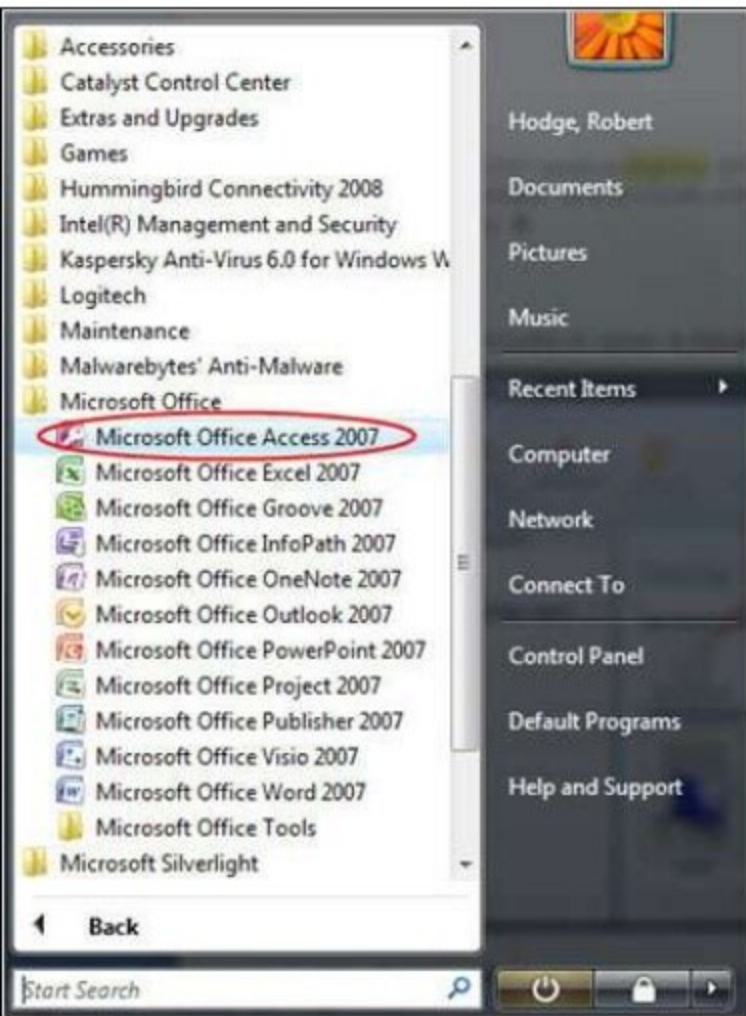 Accessories
Catalyst Control Center
Extras and Upgrades
Games
Hummingbird Connectivity 2008
Intel(R) Management and Security
Kaspersky Anti-Virus 6.0 for Windows W
Logitech
Maintenance
Malwarebytes' Anti-Malware
Microsoft Office
Microsoft Office Access 2007
Microsoft Office Excel 2007
Microsoft Office Groove 2007
Microsoft Office InfoPath 2007
Microsoft Office OneNote 2007
Microsoft Office Outlook 2007
Microsoft Office PowerPoint 2007
Microsoft Office Project 2007
Microsoft Office Publisher 2007
Microsoft Office Visio 2007
Microsoft Office Word 2007
Microsoft Office Tools
Microsoft Silverlight
Back
Start Search
Hodge, Robert
Documents
Pictures
Music
Recent Items
Computer
Network
Connect To
Control Panel
Default Programs
Help and Support